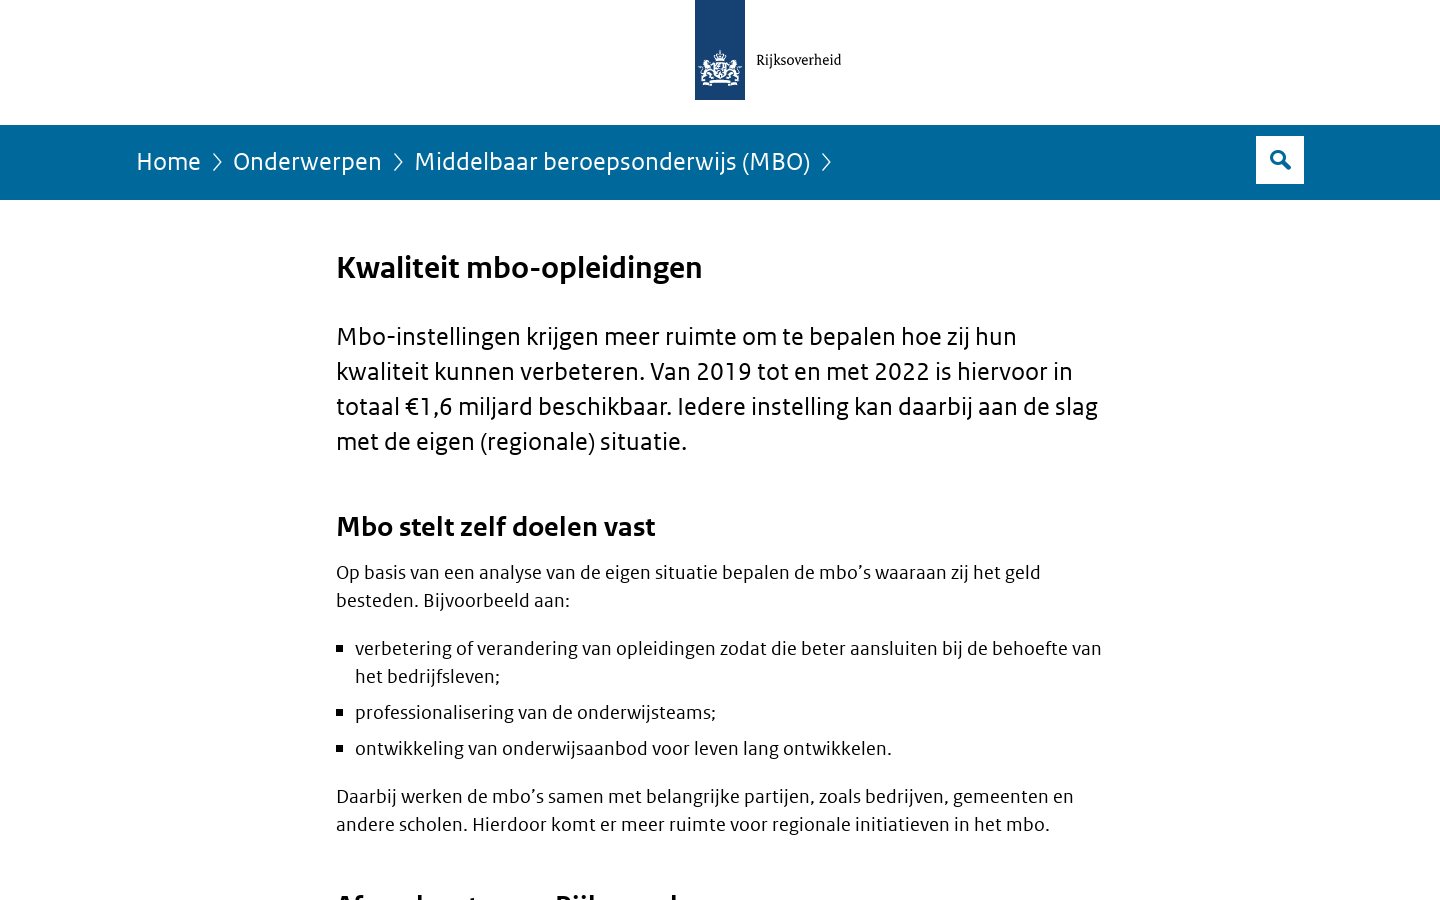 Rijksoverheid
Home
Onderwerpen
Middelbaar beroepsonderwijs (MBO)
Kwaliteit mbo-opleidingen
Mbo-instellingen krijgen meer ruimte om te bepalen hoe zij hun
kwaliteit kunnen verbeteren. Van 2019 tot en met 2022 is hiervoor in
totaal €1,6 miljard beschikbaar. Iedere instelling kan daarbij aan de slag
met de eigen (regionale) situatie.
Mbo stelt zelf doelen vast
Op basis van een analyse van de eigen situatie bepalen de mbo’s waaraan zij het geld
besteden. Bijvoorbeeld aan:
verbetering of verandering van opleidingen zodat die beter aansluiten bij de behoefte van
het bedrijfsleven;
professionalisering van de onderwijsteams;
ontwikkeling van onderwijsaanbod voor leven lang ontwikkelen.
Daarbij werken de mbo’s samen met belangrijke partijen, zoals bedrijven, gemeenten en
andere scholen. Hierdoor komt er meer ruimte voor regionale initiatieven in het mbo.